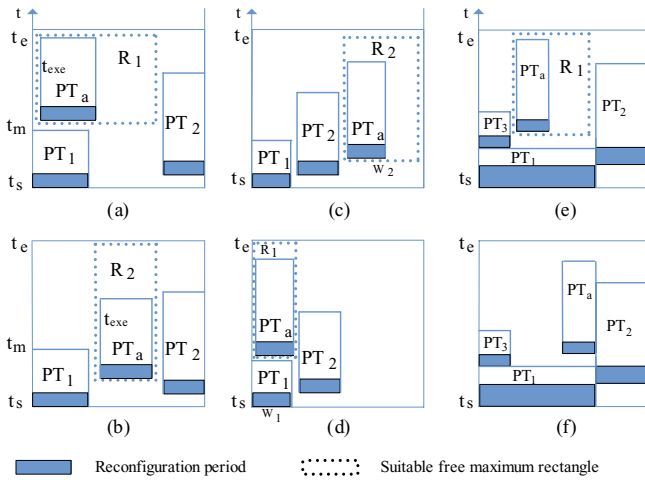 t
t
t
te
R1
texe
PTa
tm
PT1
PT2
ts
(a)
te
R2
PT1
PT2
PTa
ts
W2
(c)
te
PTa
R1
PT2
PT3
PT1
ts
(e)
te
R2
texe
tm
PT1
PTa
PT2
ts
(b)
te
R1
PTa
PT2
PT1
ts
W1
(d)
te
PTa
PT2
PT3
PT1
ts
(f)
Reconfiguration period
Suitable free maximum rectangle